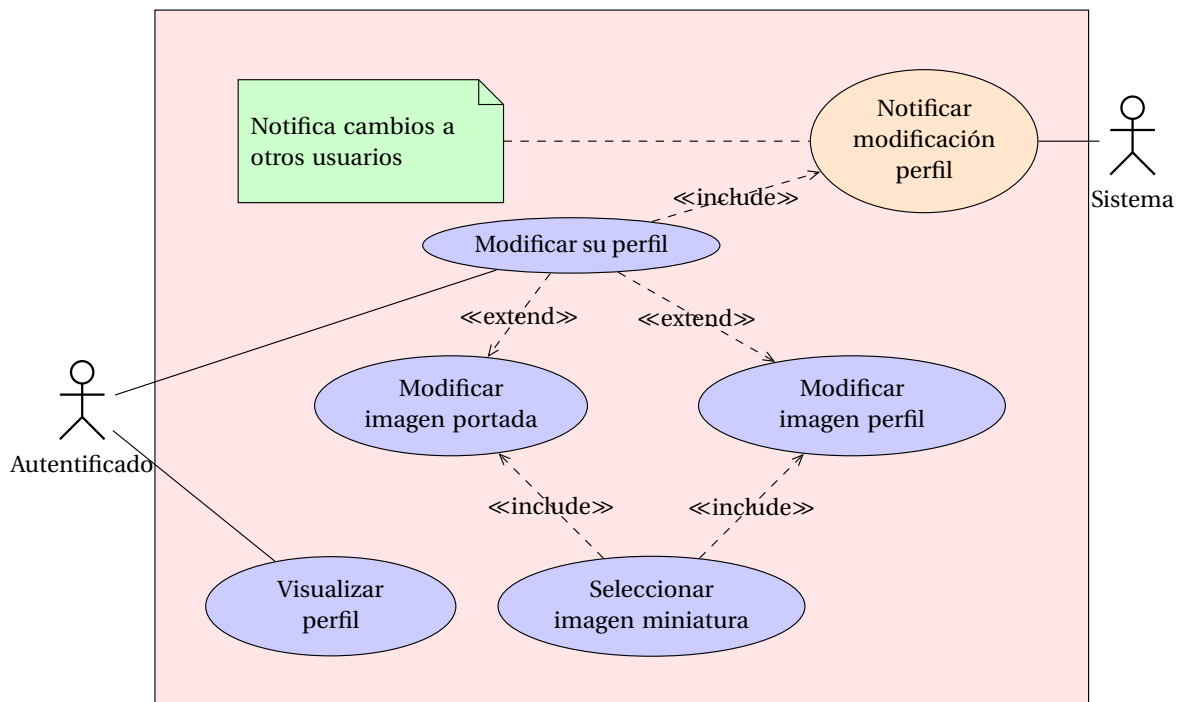 Notifica cambios a
otros usuarios
Notificar
modificación
perfil
Sistema
≪include≫
Modificar su perfil
≪extend≫
≪extend≫
Modificar
imagen portada
Modificar
imagen perfil
Autentificado
≪include≫
≪include≫
Visualizar
perfil
Seleccionar
imagen miniatura